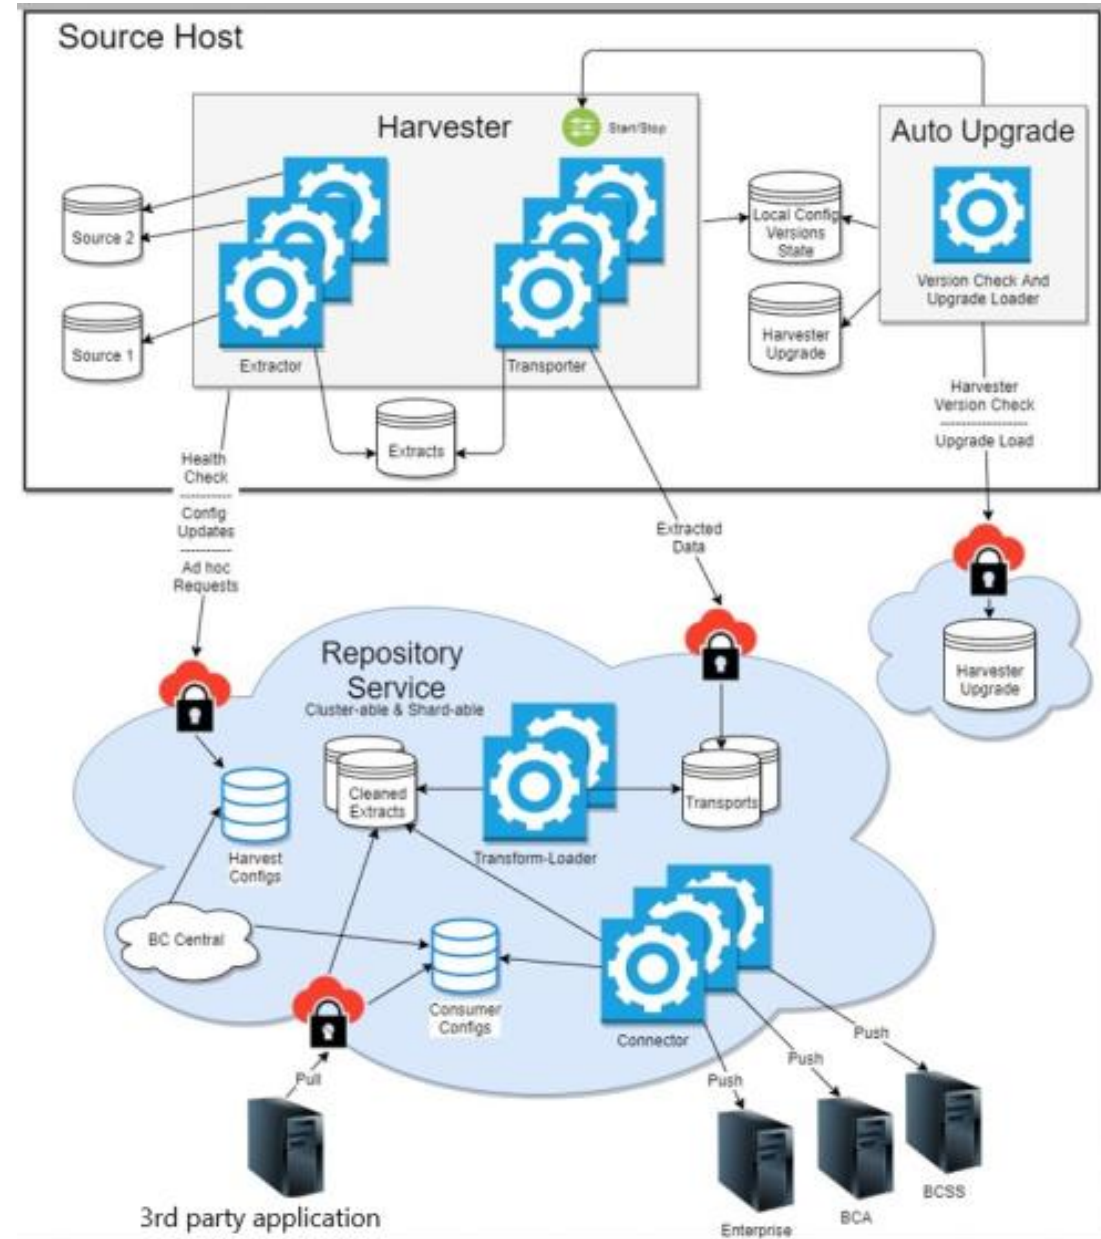 Source Host
Harvester
Start/Stop
Auto Upgrade
Source 2
Local Config
Versions
State
Version Check And
Upgrade Loader
Source 1
Harvester
Upgrade
Extractor
Transporter
Extracts
Harvester
Version Check
Upgrade Load
Health
Check
Config
Updates
Ad hoc
Requests
Extracted
Data
Repository
Service
Cluster-able & Shard-able
Harvester
Upgrade
Cleaned
Extracts
Transports
Transform-Loader
Harvest
Configs
BC Central
Consumer
Configs
Connector
Pull
Push
Push
Push
3rd party application
Enterprise
BCA
BCSS